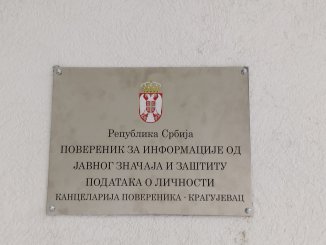 Република Србија
ПОВЕРЕНИК ЗА ИНФОРМАЦИЈЕ ОД
ЈАВНОГ ЗНАЧАЈА И ЗАШТИТУ
ПОДАТАКА О ЛИЧНОСТИ
КАНЦЕЛАРИЈА ПОВЕРЕНИКА - КРАГУЈЕВАЦ